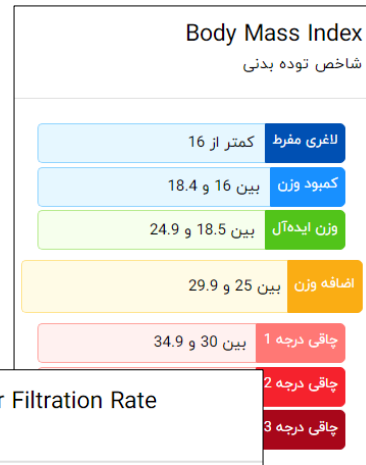 Body Mass Index
شاخص توده بدنی
لاغری مفرط کمتر از 16
کمبود وزن بین 16 و 18.4
وزن ایده‌آل بین 18.5 و 24.9
اضافه وزن بین 25 و 29.9
چاقی درجه 1 بین 30 و 34.9
چاقی درجه 2
چاقی درجه 3
Filtration Rate